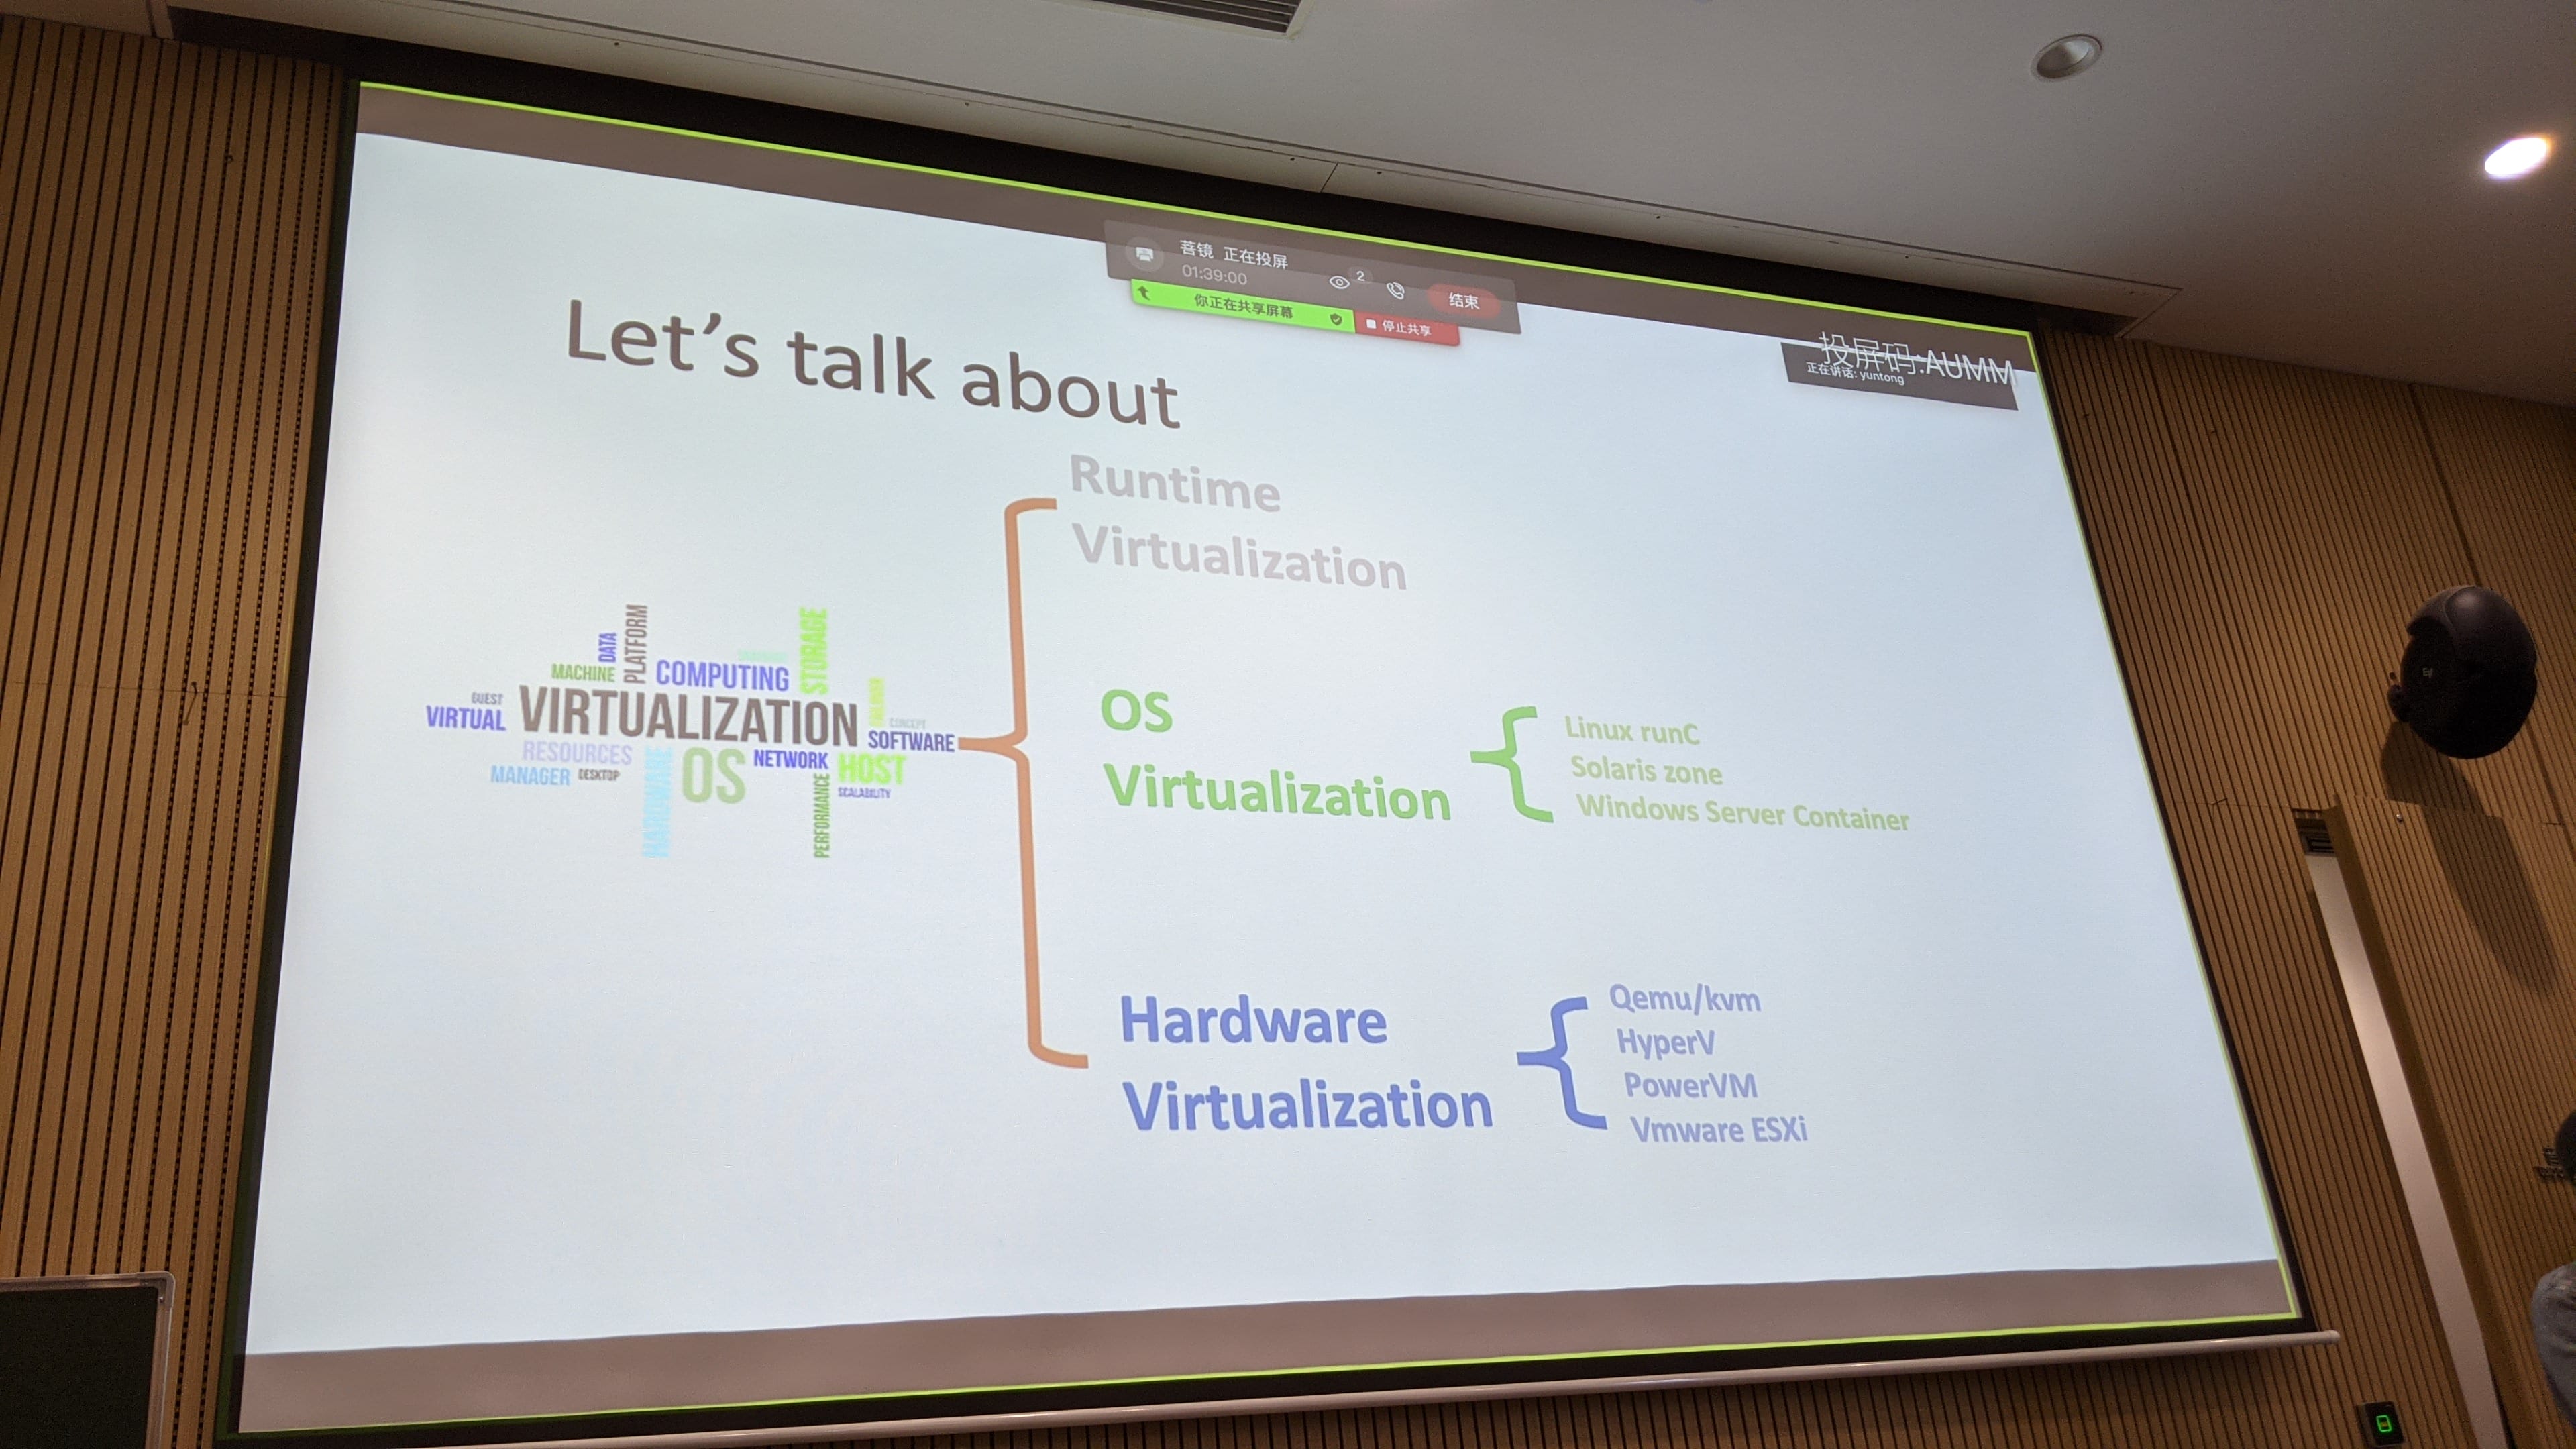 菩镜 正在投屏
01:39:00
2
结束
你正在共享屏幕
停止共享
投屏码:AUMM
正在讲话: yuntong
Let's talk about
Runtime
Virtualization
DATA
PLATFORM
STORAGE
MACHINE
COMPUTING
GUEST
VIRTUAL
VIRTUALIZATION
CONCEPT
SOFTWARE
RESOURCES
HARDWARE
OS
NETWORK
HOST
MANAGER
DESKTOP
PERFORMANCE
SCALABILITY
OS
Virtualization
Linux runC
Solaris zone
Windows Server Container
Hardware
Virtualization
Qemu/kvm
HyperV
PowerVM
Vmware ESXi